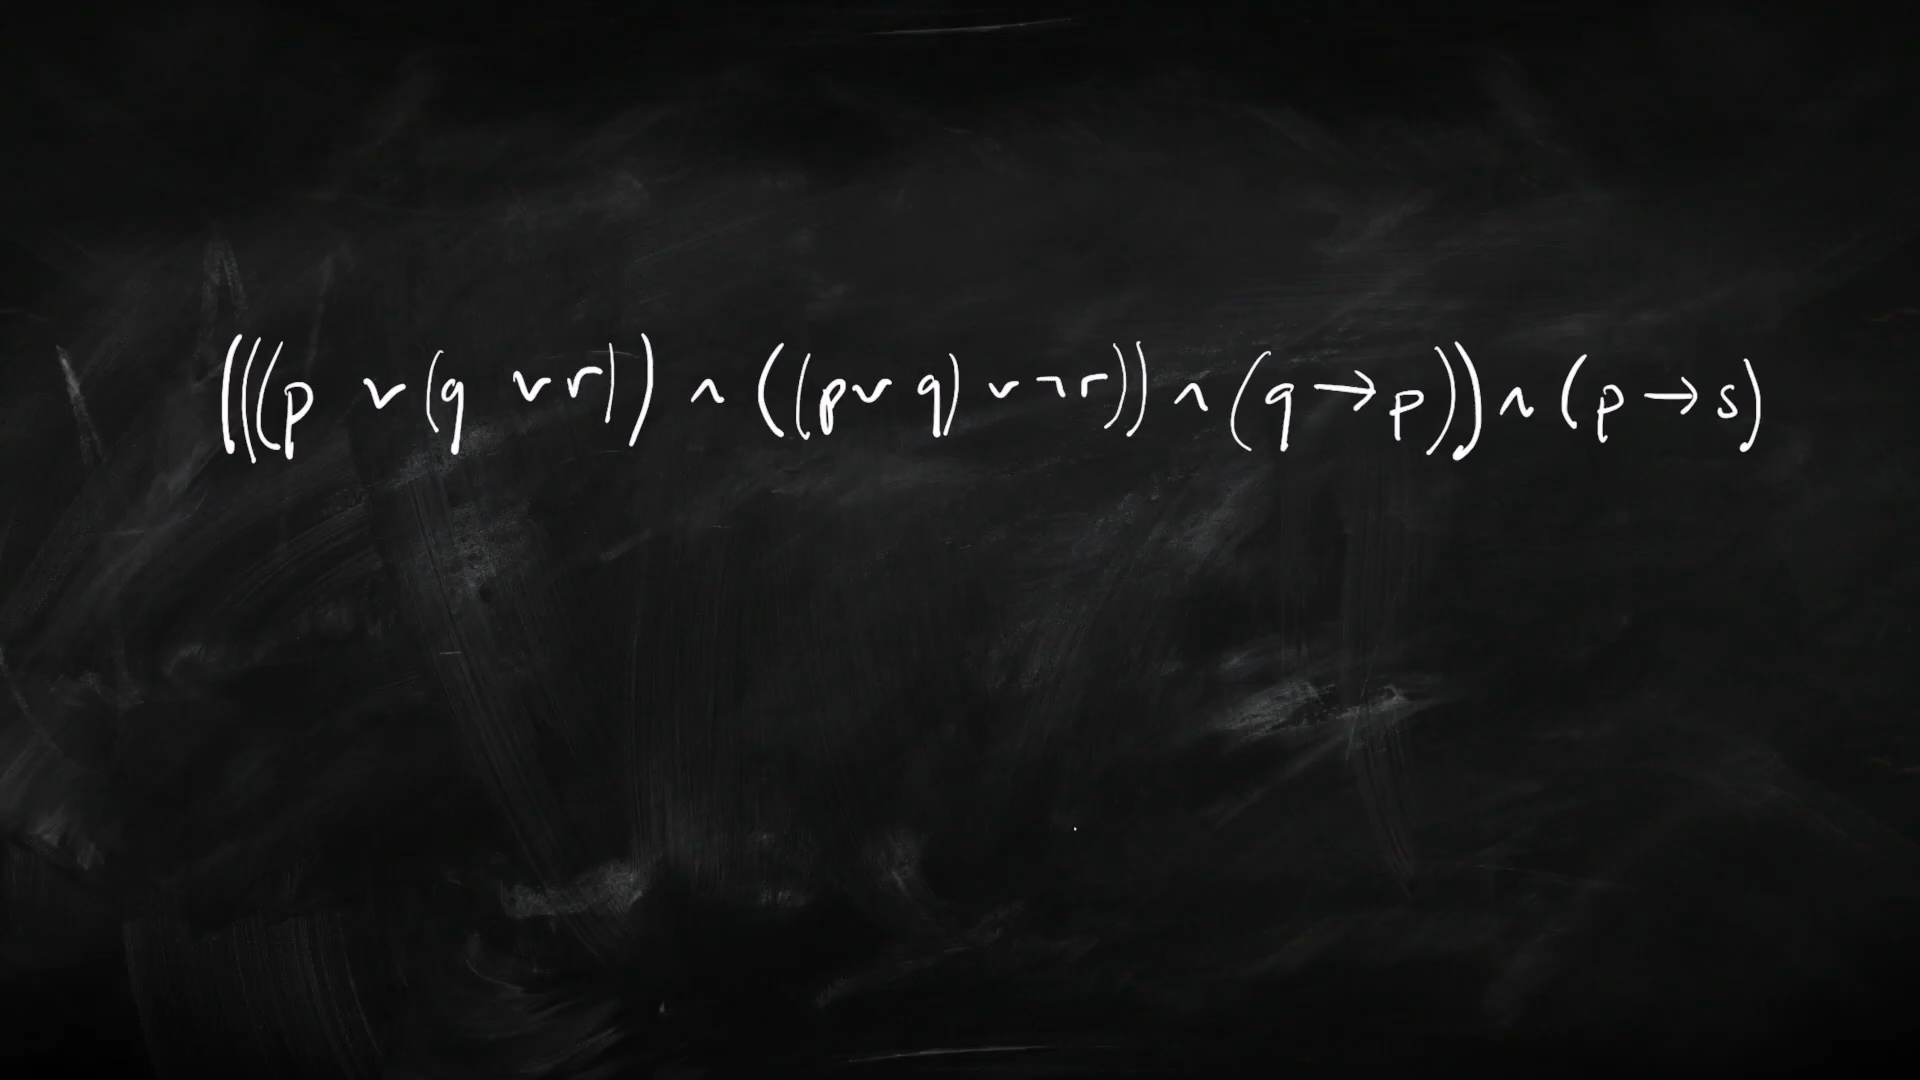 (((p ∨ (q ∨ r)) ∧ ((p ∨ q) ∨ ¬r)) ∧ (q → p)) ∧ (p → s)